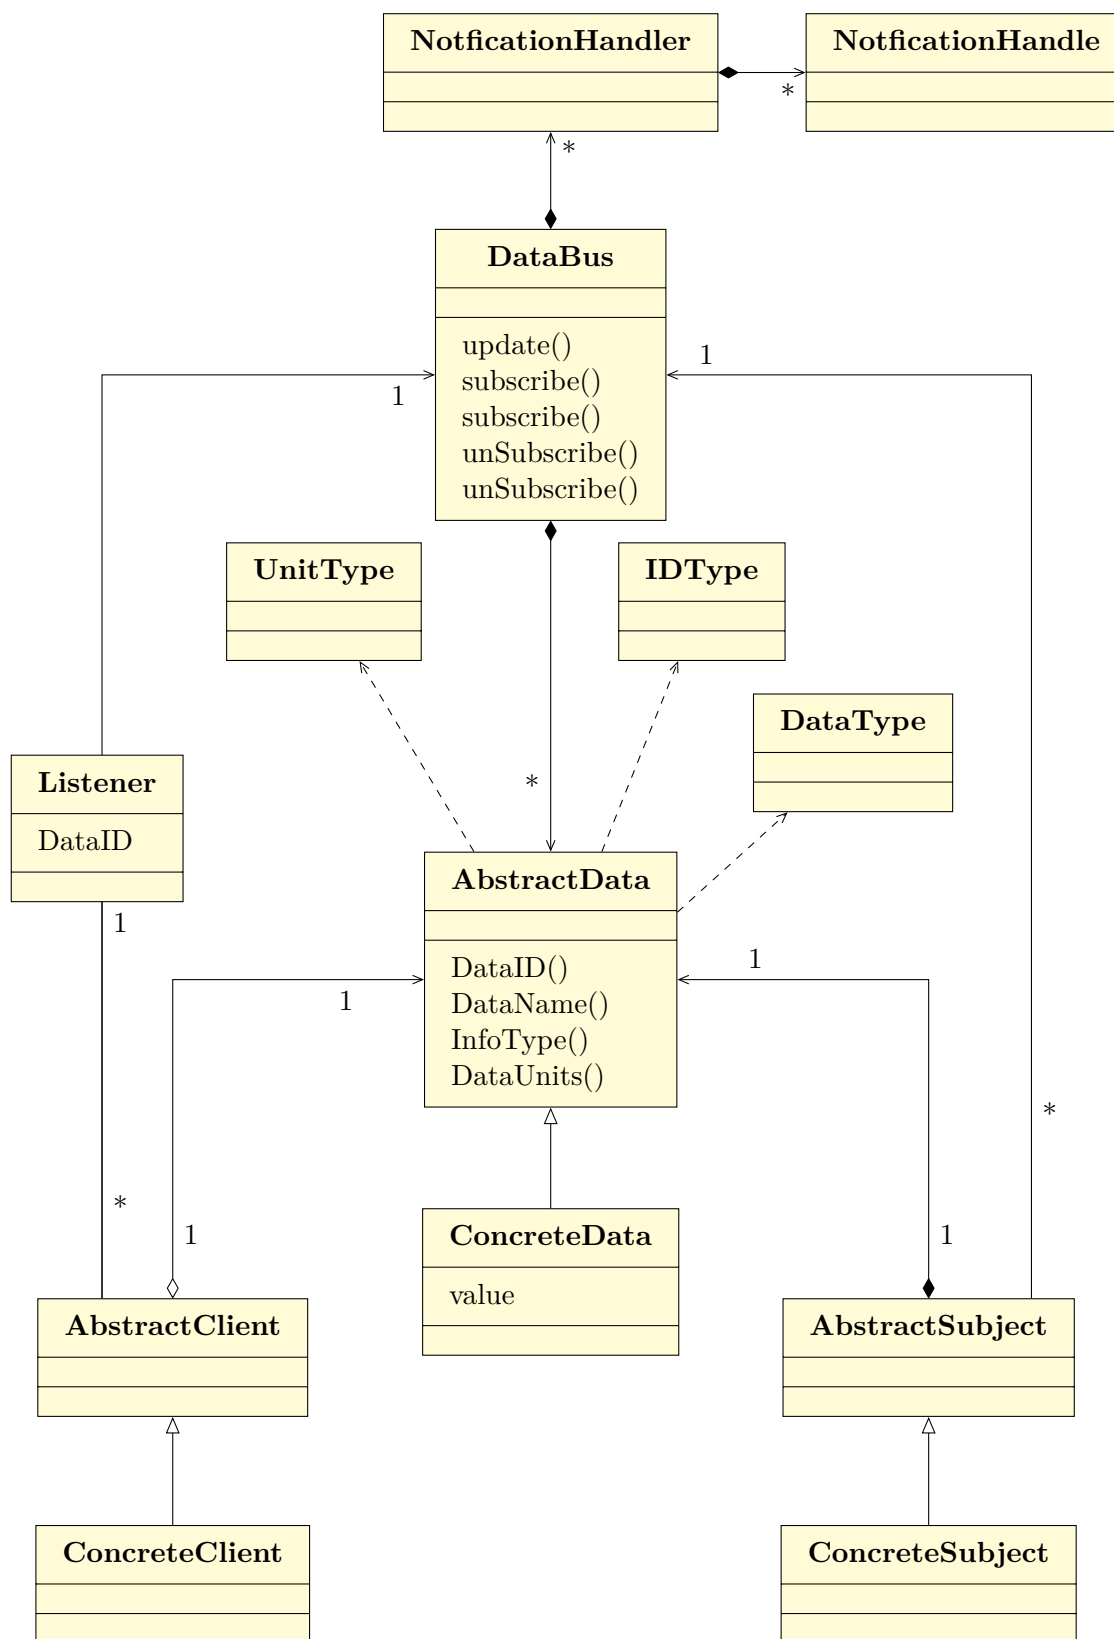 NotficationHandler
NotficationHandle
*
*
DataBus
update()
subscribe()
subscribe()
unSubscribe()
unSubscribe()
1
1
UnitType
IDType
DataType
*
Listener
DataID
1
AbstractData
DataID()
DataName()
InfoType()
DataUnits()
1
1
*
*
1
1
ConcreteData
value
AbstractClient
AbstractSubject
ConcreteClient
ConcreteSubject